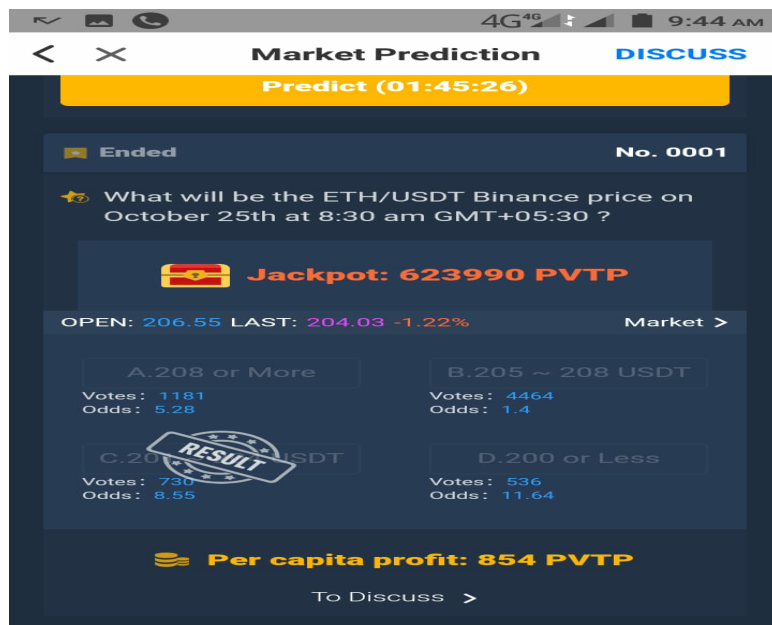 4G 4G 9:44 AM
Market Prediction DISCUSS
Predict (01:45:26)
Ended No. 0001
What will be the ETH/USDT Binance price on
October 25th at 8:30 am GMT+05:30 ?
Jackpot: 623990 PVTP
OPEN: 206.55 LAST: 204.03 -1.22% Market >
A.208 or More B.205 ~ 208 USDT
Votes: 1181 Votes: 4464
Odds: 5.28 Odds: 1.4
RESULT
D.200 or Less
Votes: 730 Votes: 536
Odds: 8.55 Odds: 11.64
Per capita profit: 854 PVTP
To Discuss >